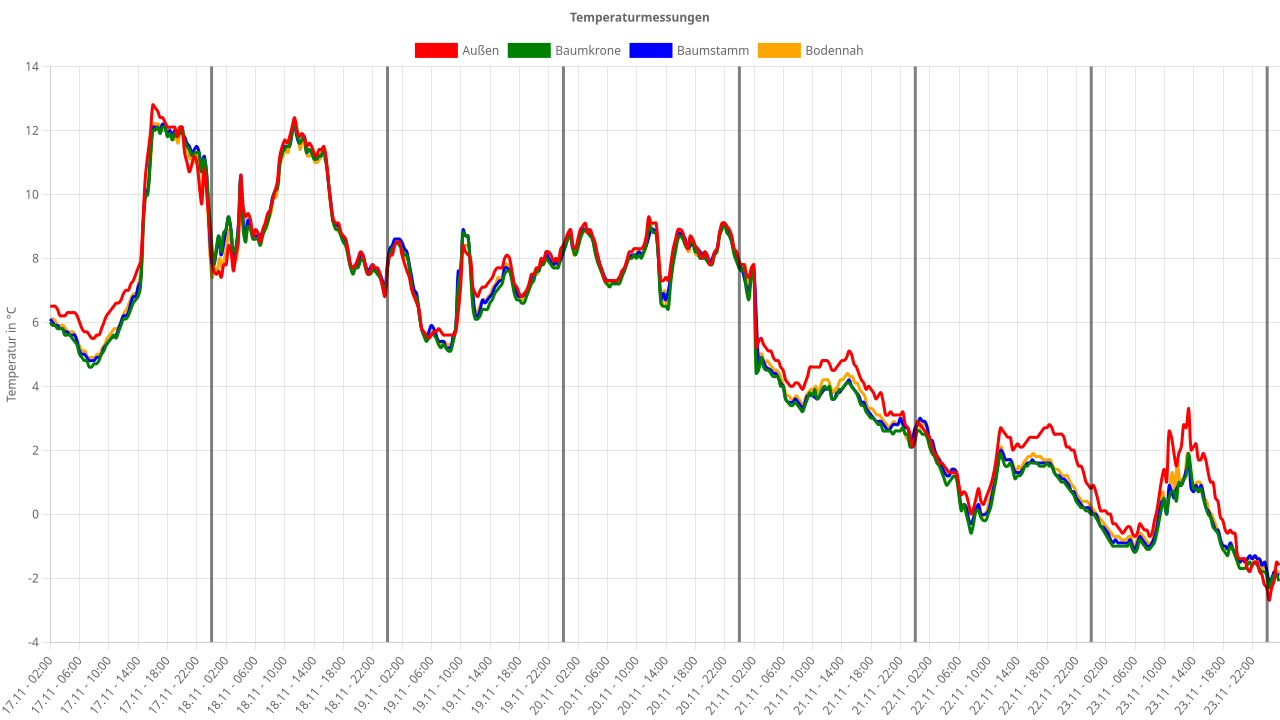 Temperaturmessungen
Außen Baumkrone Baumstamm Bodennah
Temperatur in °C
14
12
10
8
6
4
2
0
-2
-4
17.11 - 02:00
17.11 - 06:00
17.11 - 10:00
17.11 - 14:00
17.11 - 18:00
17.11 - 22:00
18.11 - 02:00
18.11 - 06:00
18.11 - 10:00
18.11 - 14:00
18.11 - 18:00
18.11 - 22:00
19.11 - 02:00
19.11 - 06:00
19.11 - 10:00
19.11 - 14:00
19.11 - 18:00
19.11 - 22:00
20.11 - 02:00
20.11 - 06:00
20.11 - 10:00
20.11 - 14:00
20.11 - 18:00
20.11 - 22:00
21.11 - 02:00
21.11 - 06:00
21.11 - 10:00
21.11 - 14:00
21.11 - 18:00
21.11 - 22:00
22.11 - 02:00
22.11 - 06:00
22.11 - 10:00
22.11 - 14:00
22.11 - 18:00
22.11 - 22:00
23.11 - 02:00
23.11 - 06:00
23.11 - 10:00
23.11 - 14:00
23.11 - 18:00
23.11 - 22:00